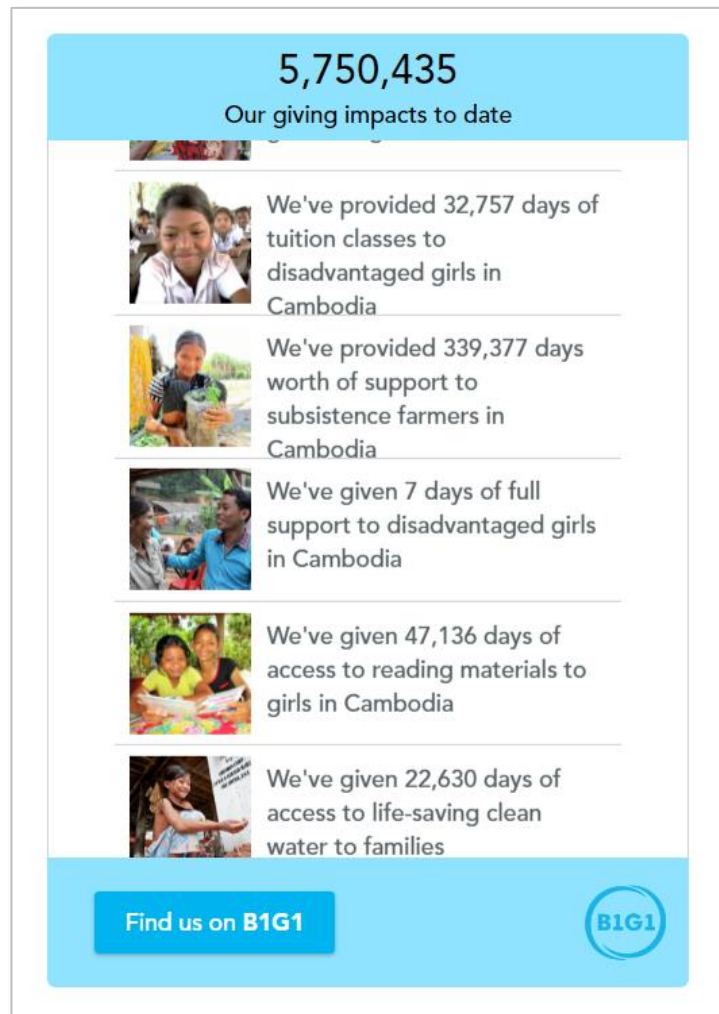 5,750,435
Our giving impacts to date
We've provided 32,757 days of
tuition classes to
disadvantaged girls in
Cambodia
We've provided 339,377 days
worth of support to
subsistence farmers in
Cambodia
We've given 7 days of full
support to disadvantaged girls
in Cambodia
We've given 47,136 days of
access to reading materials to
girls in Cambodia
We've given 22,630 days of
access to life-saving clean
water to families
Find us on B1G1
B1G1